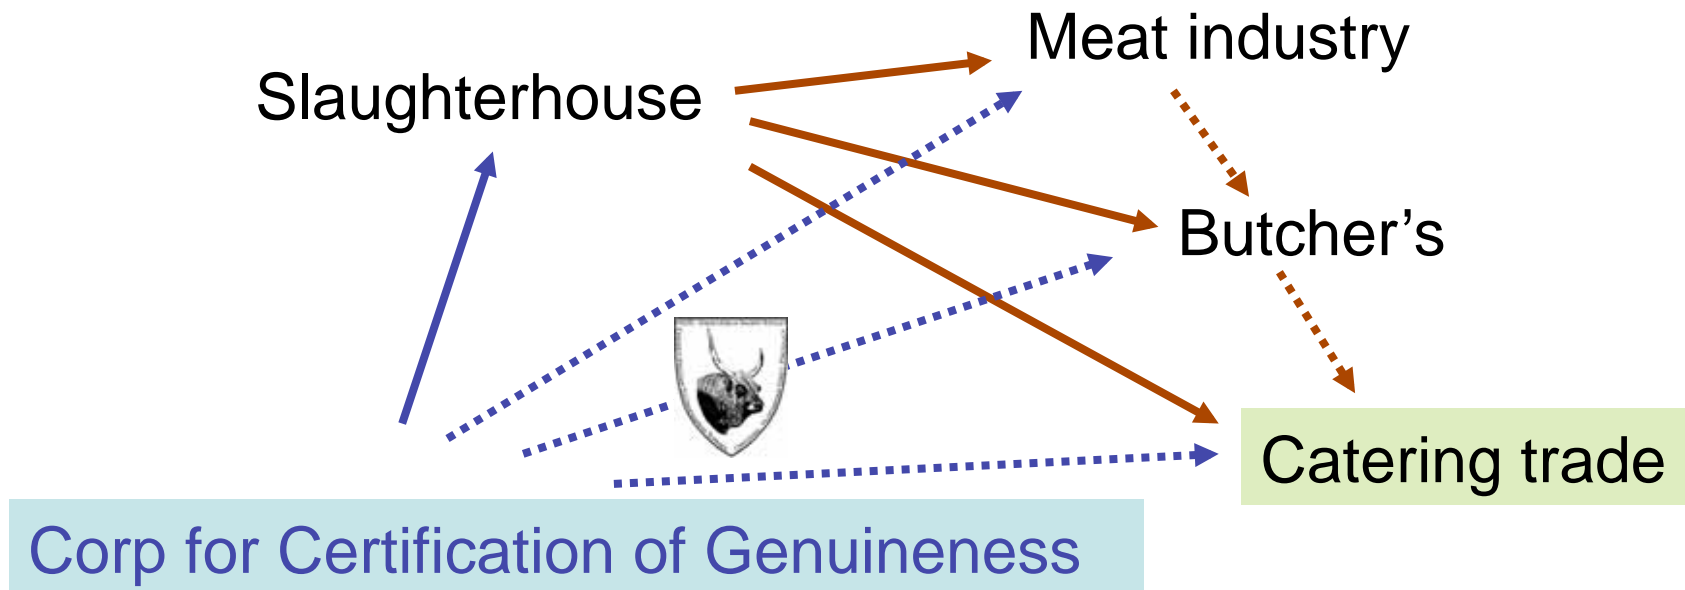 Meat industry
Slaughterhouse
Butcher’s
Catering trade
Corp for Certification of Genuineness